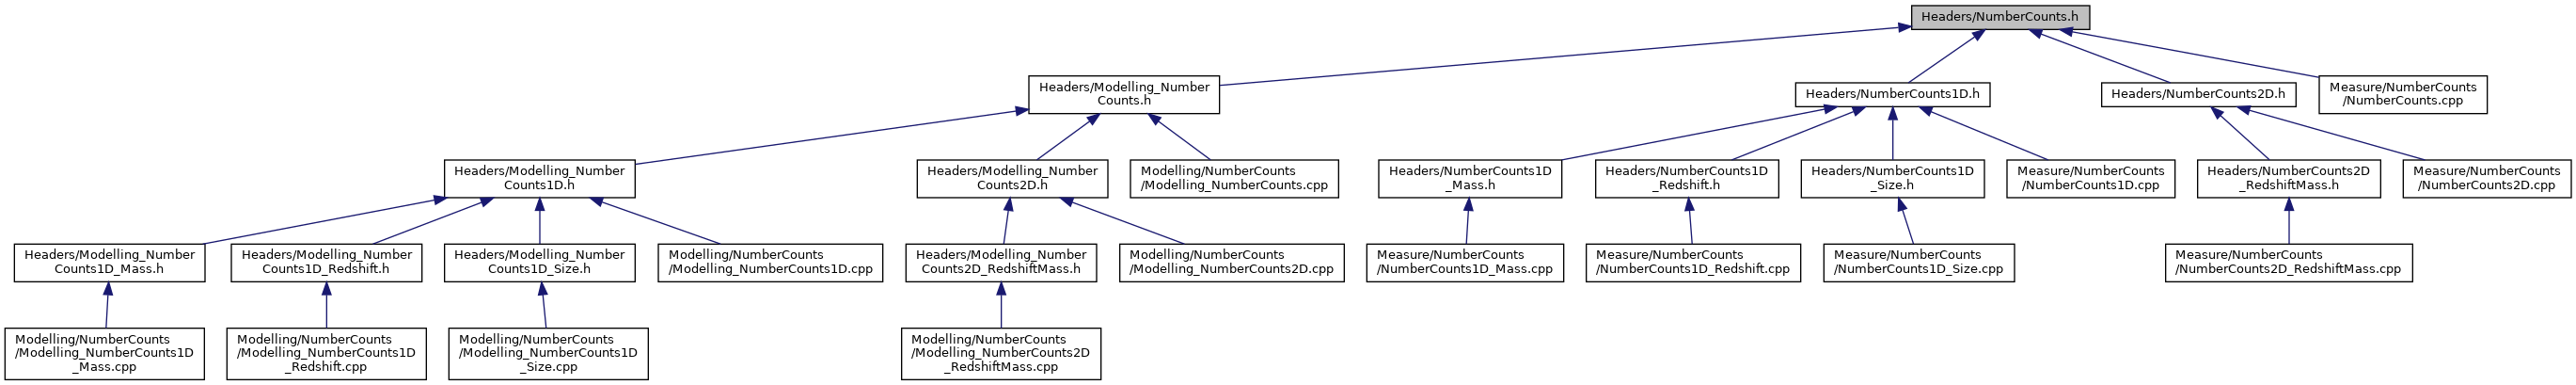 Headers/NumberCounts.h
Headers/Modelling_Number
Counts.h
Headers/NumberCounts1D.h
Headers/NumberCounts2D.h
Measure/NumberCounts
/NumberCounts.cpp
Headers/Modelling_Number
Counts1D.h
Headers/Modelling_Number
Counts2D.h
Modelling/NumberCounts
/Modelling_NumberCounts.cpp
Headers/NumberCounts1D
_Mass.h
Headers/NumberCounts1D
_Redshift.h
Headers/NumberCounts1D
_Size.h
Measure/NumberCounts
/NumberCounts1D.cpp
Headers/NumberCounts2D
_RedshiftMass.h
Measure/NumberCounts
/NumberCounts2D.cpp
Headers/Modelling_Number
Counts1D_Mass.h
Headers/Modelling_Number
Counts1D_Redshift.h
Headers/Modelling_Number
Counts1D_Size.h
Modelling/NumberCounts
/Modelling_NumberCounts1D.cpp
Headers/Modelling_Number
Counts2D_RedshiftMass.h
Modelling/NumberCounts
/Modelling_NumberCounts2D.cpp
Measure/NumberCounts
/NumberCounts1D_Mass.cpp
Measure/NumberCounts
/NumberCounts1D_Redshift.cpp
Measure/NumberCounts
/NumberCounts1D_Size.cpp
Measure/NumberCounts
/NumberCounts2D_RedshiftMass.cpp
Modelling/NumberCounts
/Modelling_NumberCounts1D
_Mass.cpp
Modelling/NumberCounts
/Modelling_NumberCounts1D
_Redshift.cpp
Modelling/NumberCounts
/Modelling_NumberCounts1D
_Size.cpp
Modelling/NumberCounts
/Modelling_NumberCounts2D
_RedshiftMass.cpp